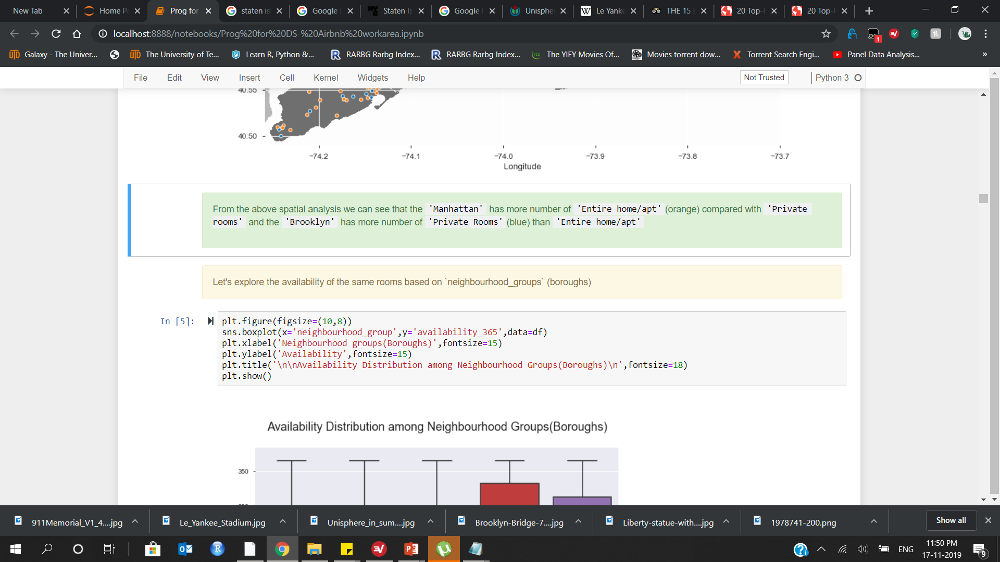 New Tab
Home Pa
Prog for
staten is
Google
Staten Is
Google
Unisphe
Le Yanke
THE 15
20 Top-
20 Top-
localhost:8888/notebooks/Prog%20for%20DS-%20Airbnb%20workarea.ipynb
1
Galaxy - The Univer...
The University of Te...
Learn R, Python &...
RARBG Rarbg Index...
RARBG Rarbg Index...
The YIFY Movies Of...
Movies torrent dow...
Torrent Search Engi...
Panel Data Analysis...
»
File Edit View Insert Cell Kernel Widgets Help
Not Trusted
Python 3
40.55
40.50
−74.2 −74.1 −74.0 −73.9 −73.8 −73.7
Longitude
From the above spatial analysis we can see that the 'Manhattan' has more number of 'Entire home/apt' (orange) compared with 'Private
rooms' and the 'Brooklyn' has more number of 'Private Rooms' (blue) than 'Entire home/apt'
Let's explore the availability of the same rooms based on `neighbourhood_groups` (boroughs)
In [5]:
plt.figure(figsize=(10,8))
sns.boxplot(x='neighbourhood_group',y='availability_365',data=df)
plt.xlabel('Neighbourhood groups(Boroughs)',fontsize=15)
plt.ylabel('Availability',fontsize=15)
plt.title('\n\nAvailability Distribution among Neighbourhood Groups(Boroughs)\n',fontsize=18)
plt.show()
Availability Distribution among Neighbourhood Groups(Boroughs)
350
911Memorial_V1_4....jpg
Le_Yankee_Stadium.jpg
Unisphere_in_sum....jpg
Brooklyn-Bridge-7....jpg
Liberty-statue-with....jpg
1978741-200.png
Show all
ENG
11:50 PM
17-11-2019
9